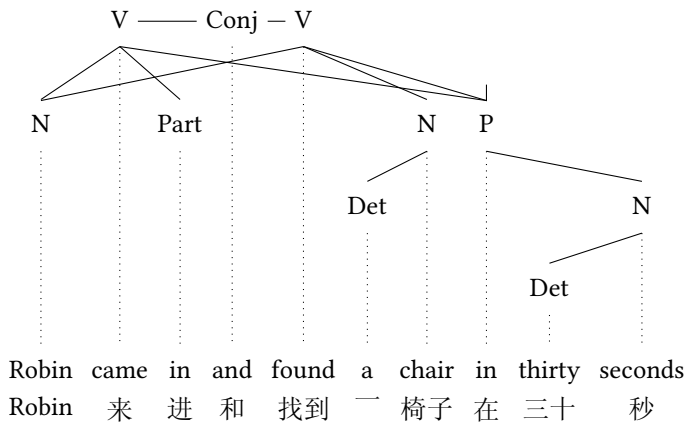 V Conj V
N Part N P
Det N
Det
Robin came in and found a chair in thirty seconds
Robin 来 进 和 找到 一 椅子 在 三十 秒